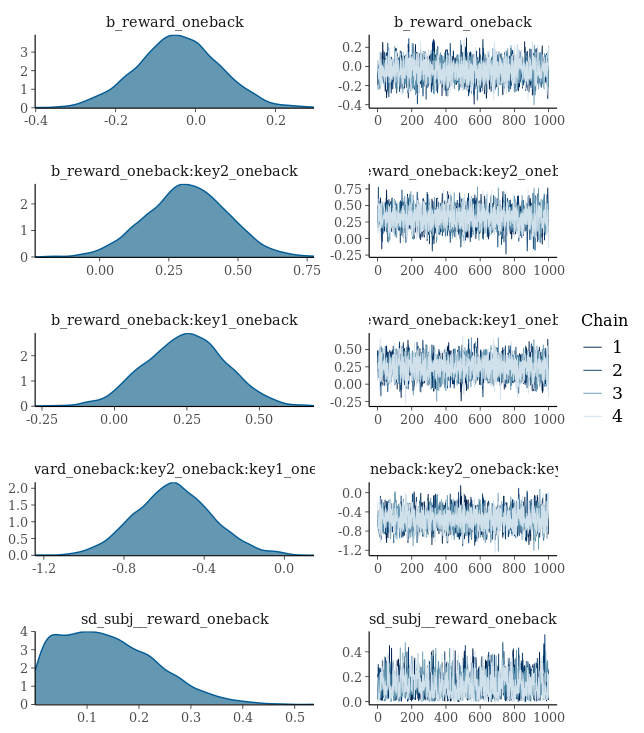 b_reward_oneback
b_reward_oneback
3
2
1
0
-0.4 -0.2 0.0 0.2
0.2
0.0
-0.2
-0.4
0 200 400 600 800 1000
b_reward_oneback:key2_oneback
eward_oneback:key2_oneb
2
1
0
0.00 0.25 0.50 0.75
0.75
0.50
0.25
0.00
-0.25
0 200 400 600 800 1000
b_reward_oneback:key1_oneback
eward_oneback:key1_oneb
2
1
0
-0.25 0.00 0.25 0.50
0.50
0.25
0.00
-0.25
0 200 400 600 800 1000
Chain
1
2
3
4
ward_oneback:key2_oneback:key1_one
neback:key2_oneback:key
2.0
1.5
1.0
0.5
0.0
-1.2 -0.8 -0.4 0.0
0.0
-0.4
-0.8
-1.2
0 200 400 600 800 1000
sd_subj__reward_oneback
sd_subj__reward_oneback
4
3
2
1
0
0.1 0.2 0.3 0.4 0.5
0.4
0.2
0.0
0 200 400 600 800 1000